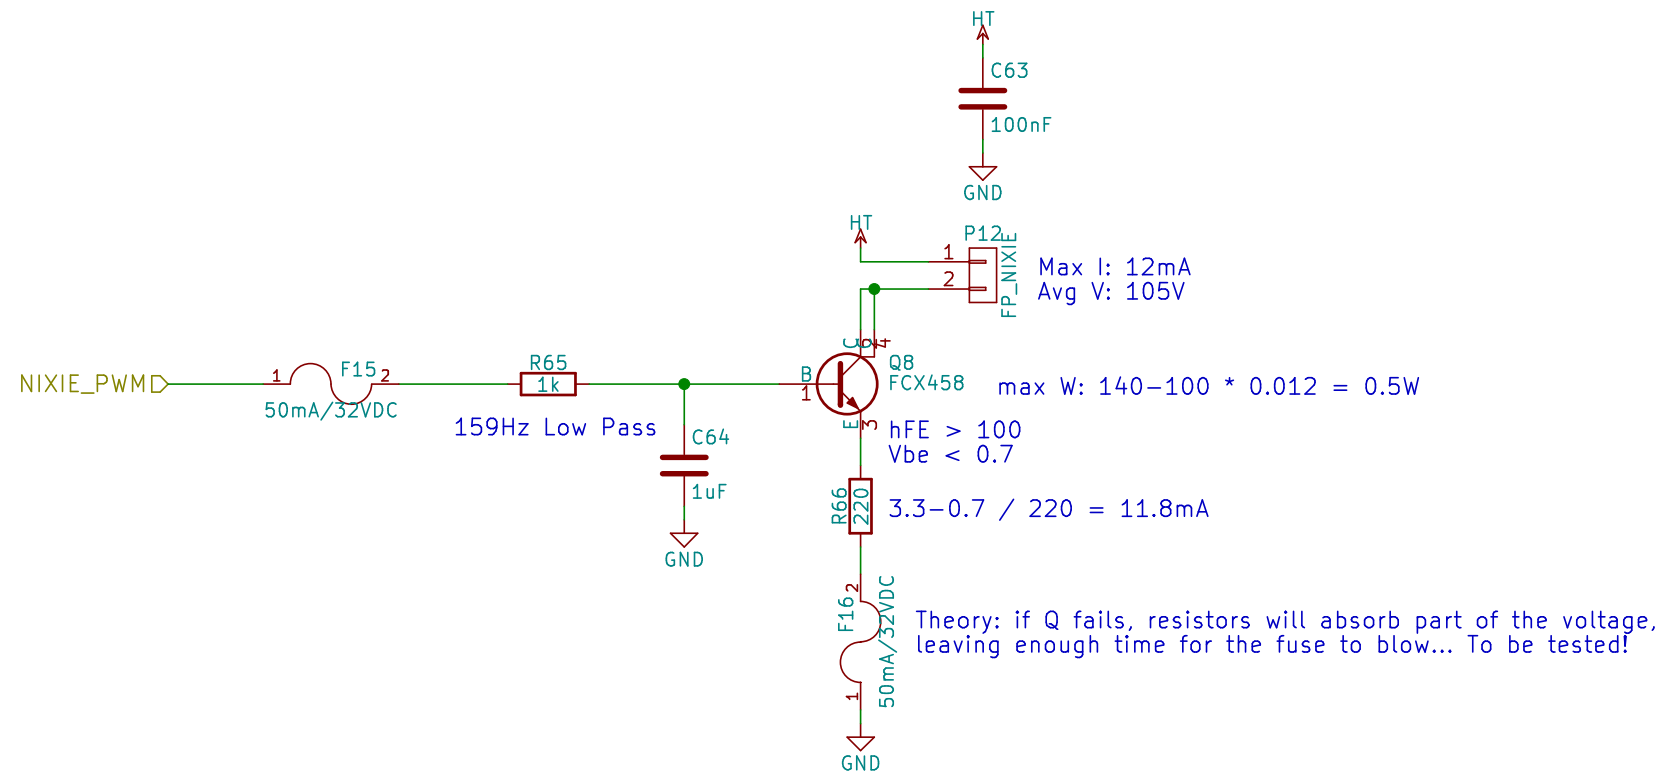 HT
C63
100nF
GND
HT
P12
FP_NIXIE
1
2
Max I: 12mA
Avg V: 105V
NIXIE_PWM
1
F15
2
50mA/32VDC
R65
1k
159Hz Low Pass
C64
1uF
GND
B
1
C
4
Q8
FCX458
max W: 140-100 * 0.012 = 0.5W
E
3
hFE > 100
Vbe < 0.7
R66
220
3.3-0.7 / 220 = 11.8mA
2
F16
50mA/32VDC
1
Theory: if Q fails, resistors will absorb part of the voltage,
leaving enough time for the fuse to blow... To be tested!
GND